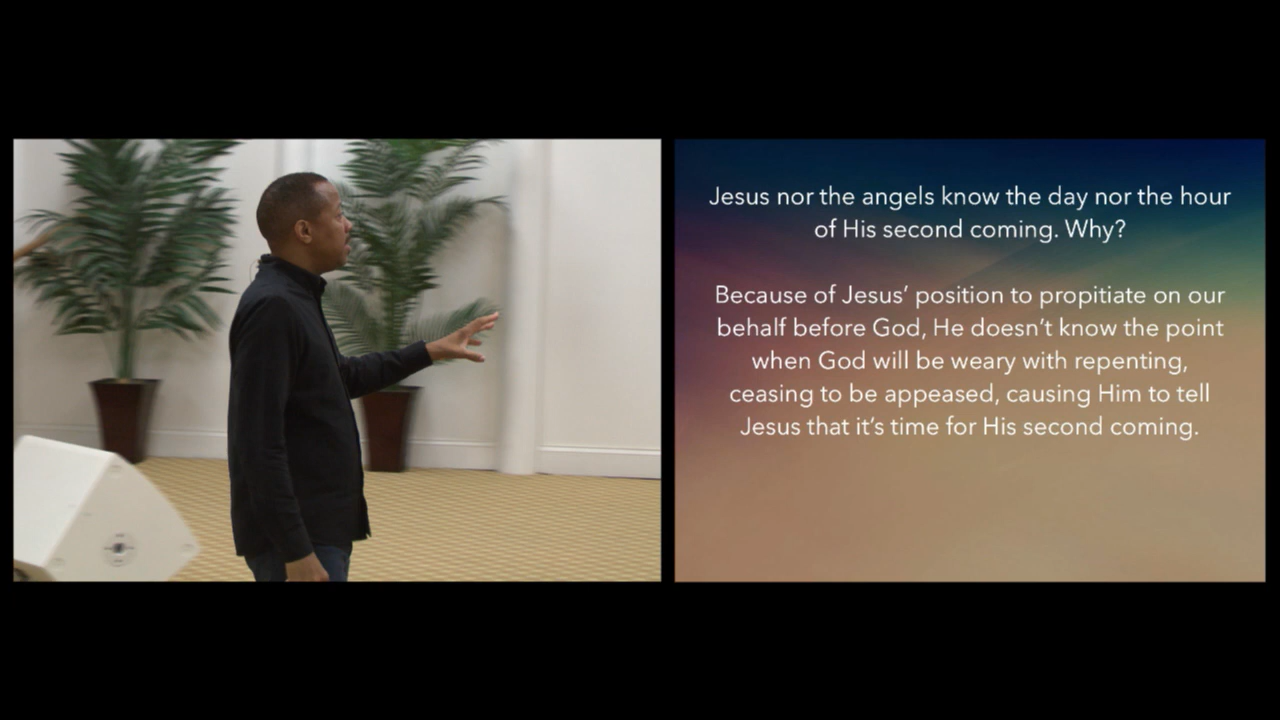 Jesus nor the angels know the day nor the hour
of His second coming. Why?
Because of Jesus’ position to propitiate on our
behalf before God, He doesn’t know the point
when God will be weary with repenting,
ceasing to be appeased, causing Him to tell
Jesus that it’s time for His second coming.